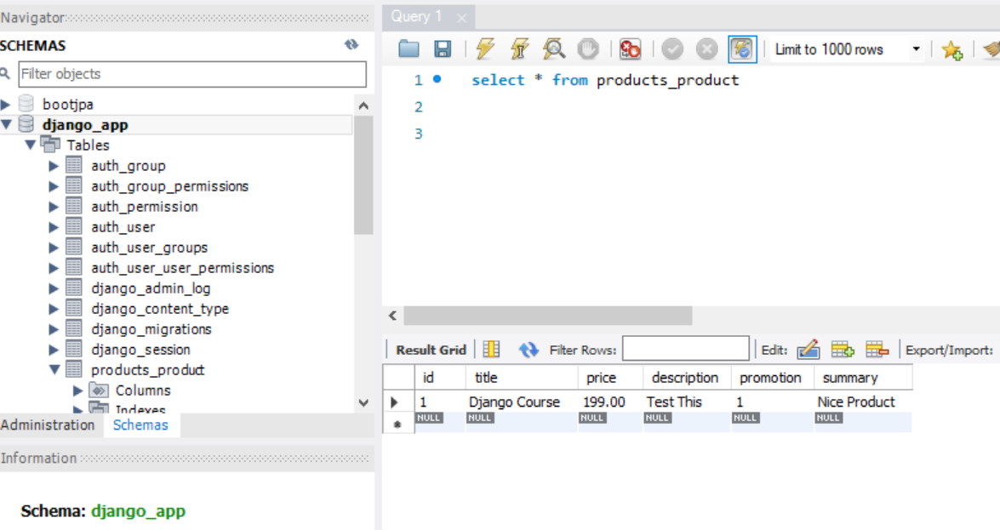 Navigator
SCHEMAS
Filter objects
bootjpa
django_app
Tables
auth_group
auth_group_permissions
auth_permission
auth_user
auth_user_groups
auth_user_user_permissions
django_admin_log
django_content_type
django_migrations
django_session
products_product
Columns
Indexes
Administration Schemas
Information
Schema: django_app
Query 1
Limit to 1000 rows
1 select * from products_product
2
3
Result Grid Filter Rows: Edit: Export/Import:
id title price description promotion summary
1 Django Course 199.00 Test This 1 Nice Product
NULL NULL NULL NULL NULL NULL